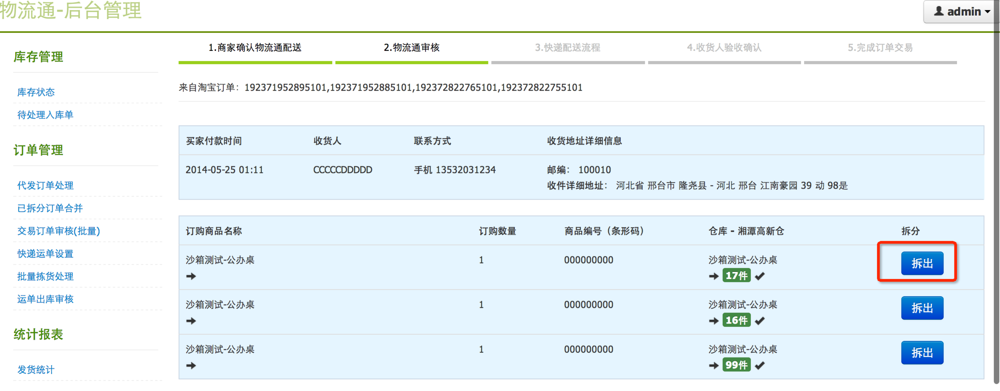 物流通-后台管理
admin
库存管理
库存状态
待处理入库单
订单管理
代发订单处理
已拆分订单合并
交易订单审核(批量)
快递运单设置
批量拣货处理
运单出库审核
统计报表
发货统计
1.商家确认物流通配送 2.物流通审核 3.快递配送流程 4.收货人验收确认 5.完成订单交易
来自淘宝订单：192371952895101,192371952885101,192372822765101,192372822755101
买家付款时间 收货人 联系方式 收货地址详细信息
2014-05-25 01:11 CCCCCDDDDD 手机 13532031234 邮编： 100010
收件详细地址： 河北省 邢台市 隆尧县 - 河北 邢台 江南豪园 39 动 98是
订购商品名称 订购数量 商品编号（条形码） 仓库 - 湘潭高新仓 拆分
沙箱测试-公办桌 1 000000000 沙箱测试-公办桌 拆出
17件
沙箱测试-公办桌 1 000000000 沙箱测试-公办桌 拆出
16件
沙箱测试-公办桌 1 000000000 沙箱测试-公办桌 拆出
99件